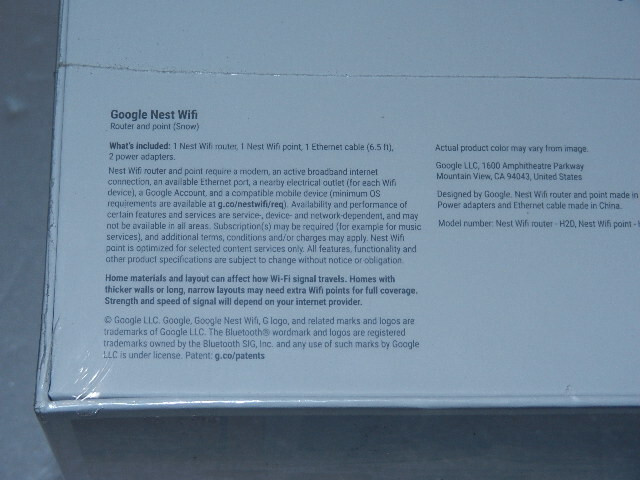 Google Nest Wifi
Router and point (Snow)
What's included: 1 Nest Wifi router, 1 Nest Wifi point, 1 Ethernet cable (6.5 ft),
2 power adapters.
Nest Wifi router and point require a modem, an active broadband internet
connection, an available Ethernet port, a nearby electrical outlet (for each Wifi
device), a Google Account, and a compatible mobile device (minimum OS
requirements are available at g.co/nestwifi/req). Availability and performance of
certain features and services are service-, device- and network-dependent, and may
not be available in all areas. Subscription(s) may be required (for example for music
services), and additional terms, conditions and/or charges may apply. Nest Wifi
point is optimized for selected content services only. All features, functionality and
other product specifications are subject to change without notice or obligation.
Home materials and layout can affect how Wi-Fi signal travels. Homes with
thicker walls or long, narrow layouts may need extra Wifi points for full coverage.
Strength and speed of signal will depend on your internet provider.
© Google LLC. Google, Google Nest Wifi, G logo, and related marks and logos are
trademarks of Google LLC. The Bluetooth® wordmark and logos are registered
trademarks owned by the Bluetooth SIG, Inc. and any use of such marks by Google
LLC is under license. Patent: g.co/patents
Actual product color may vary from image.
Google LLC, 1600 Amphitheatre Parkway
Mountain View, CA 94043, United States
Designed by Google. Nest Wifi router and point made in
Power adapters and Ethernet cable made in China.
Model number: Nest Wifi router - H2D, Nest Wifi point -